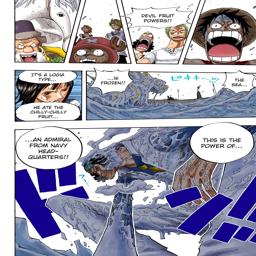 DEVIL FRUIT
POWERS!!
THE
SEA...
...IS
FROZEN!!
IT'S A LOGIA
TYPE...
HE ATE THE
CHILLY-CHILLY
FRUIT...
THIS IS THE
POWER OF...
...AN ADMIRAL
FROM NAVY
HEAD-
QUARTERS!!